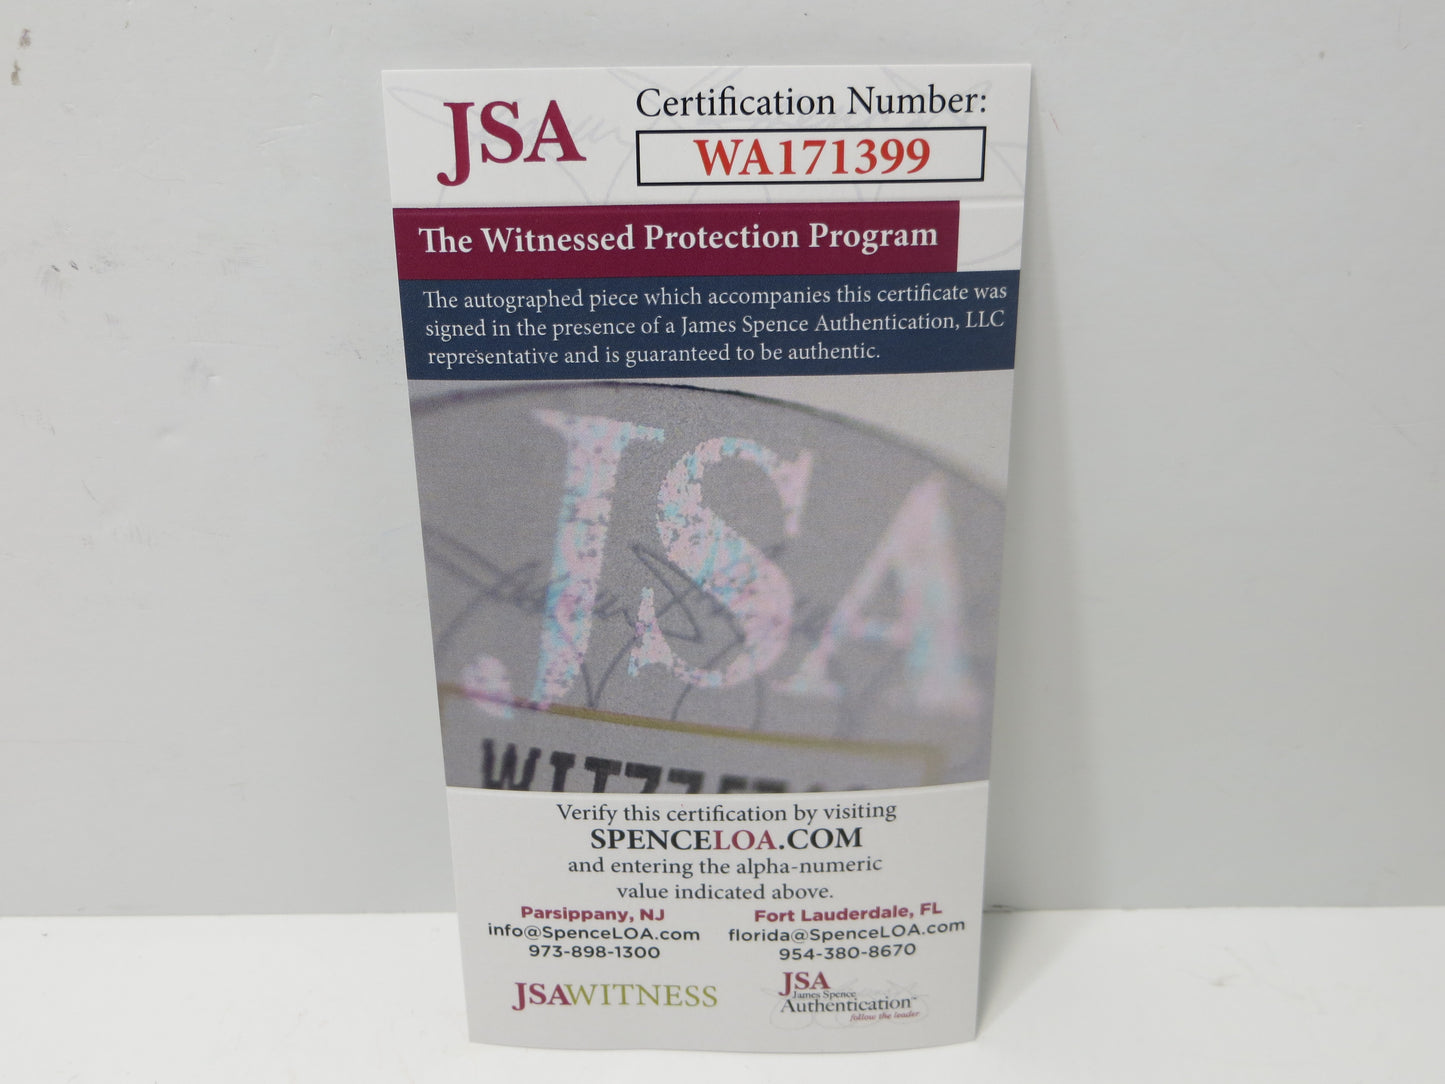 JSA
Certification Number:
WA171399
The Witnessed Protection Program
The autographed piece which accompanies this certificate was
signed in the presence of a James Spence Authentication, LLC
representative and is guaranteed to be authentic.
JSA
Verify this certification by visiting
SPENCELOA.COM
and entering the alpha-numeric
value indicated above.
Parsippany, NJ
info@SpenceLOA.com
973-898-1300
Fort Lauderdale, FL
florida@SpenceLOA.com
954-380-8670
JSAWITNESS
JSA
James Spence
Authentication
follow the leader